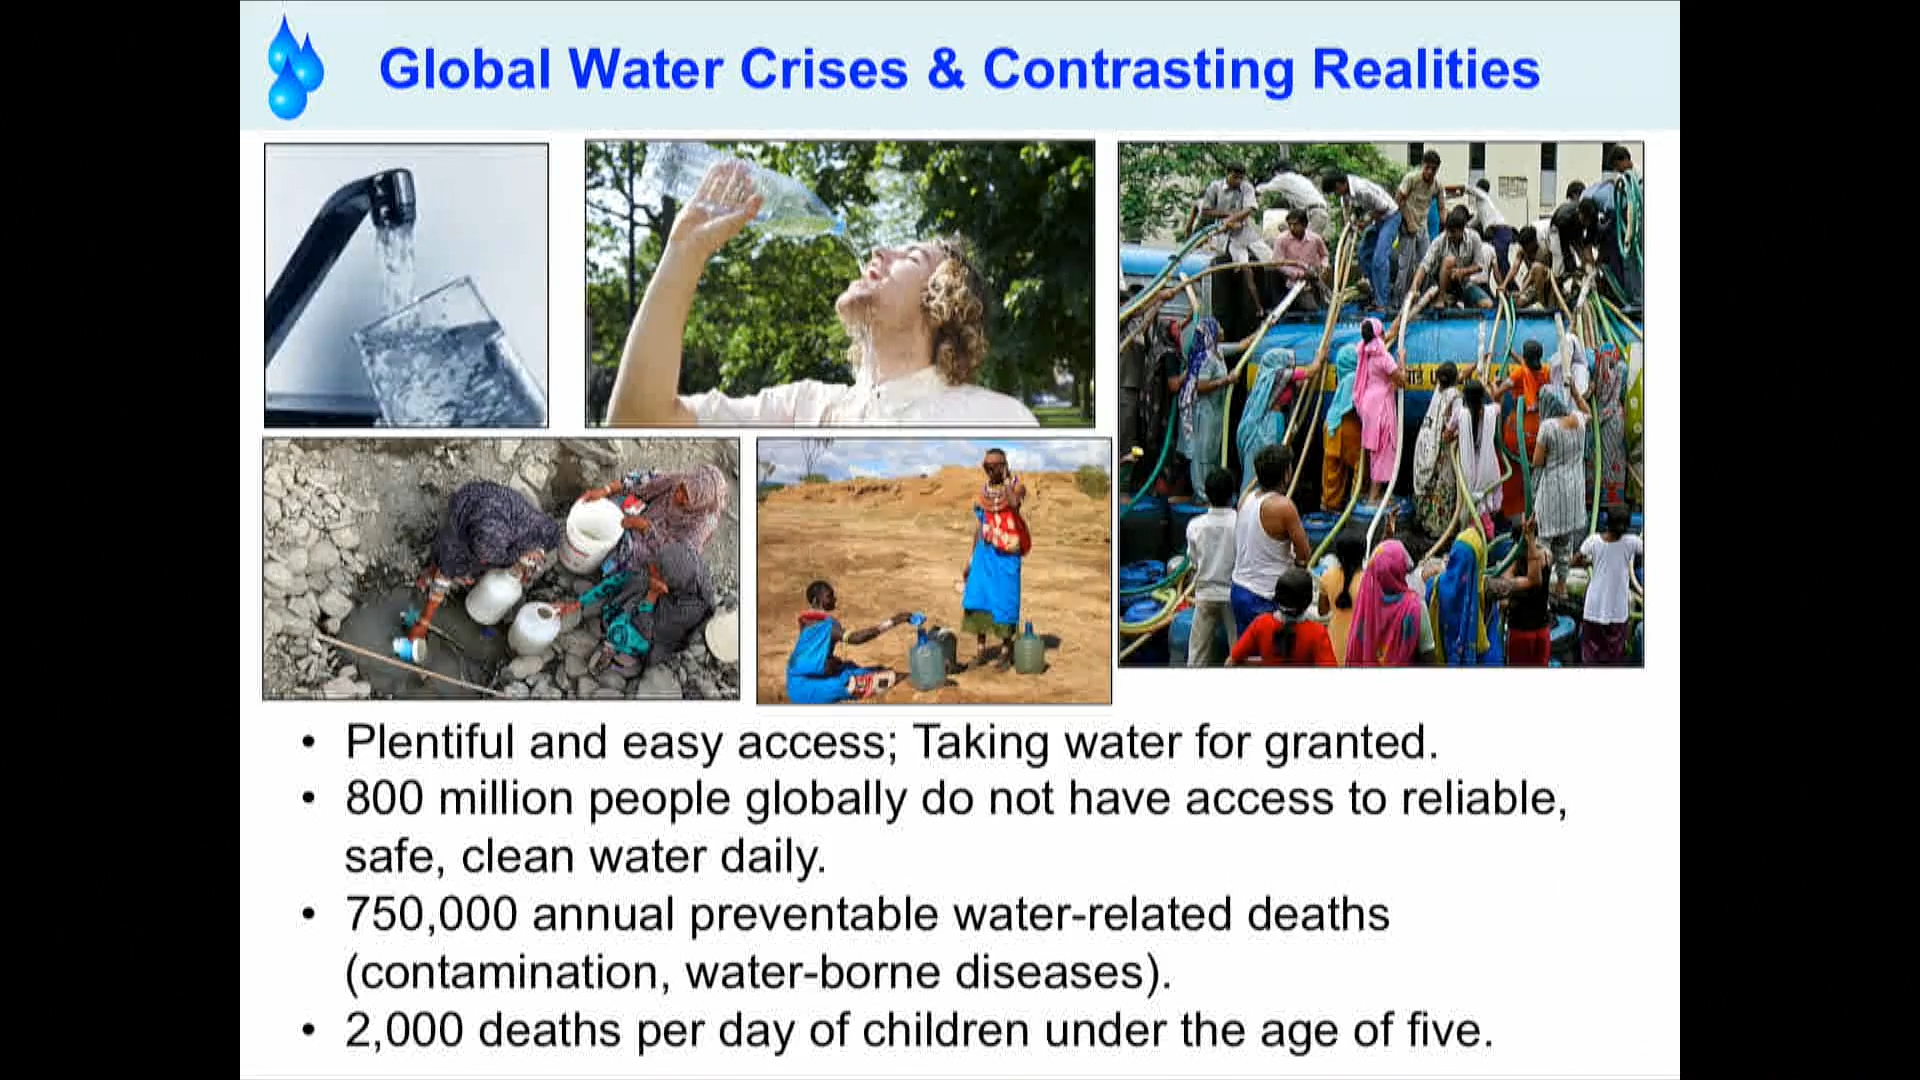 Global Water Crises & Contrasting Realities
• Plentiful and easy access; Taking water for granted.
• 800 million people globally do not have access to reliable,
safe, clean water daily.
• 750,000 annual preventable water-related deaths
(contamination, water-borne diseases).
• 2,000 deaths per day of children under the age of five.